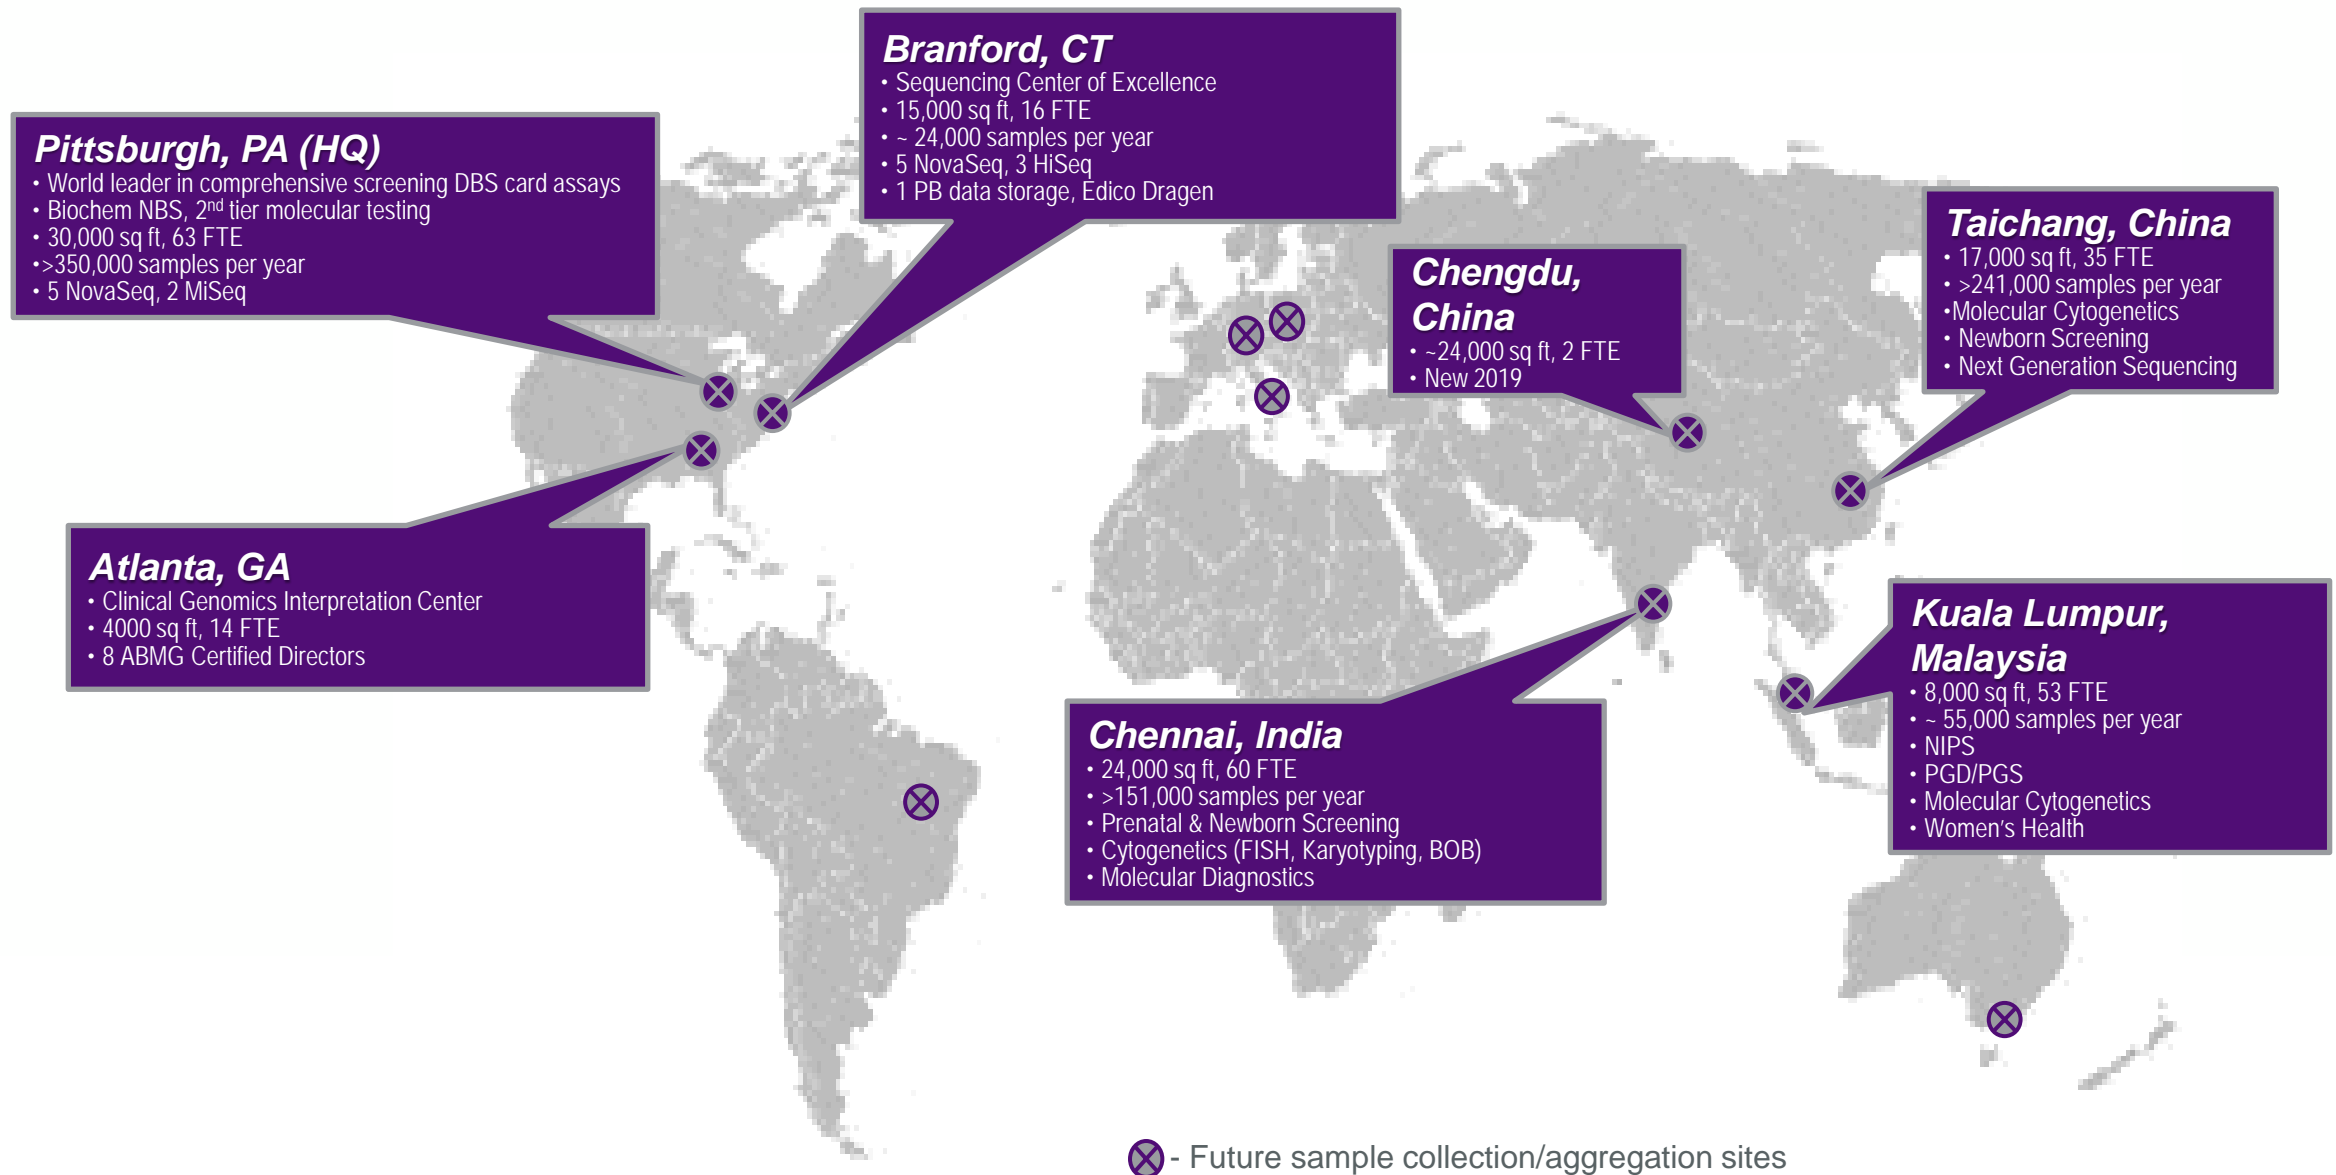 Branford, CT
• Sequencing Center of Excellence
• 15,000 sq ft, 16 FTE
• ~ 24,000 samples per year
• 5 NovaSeq, 3 HiSeq
• 1 PB data storage, Edico Dragen
Pittsburgh, PA (HQ)
• World leader in comprehensive screening DBS card assays
• Biochem NBS, 2nd tier molecular testing
• 30,000 sq ft, 63 FTE
•>350,000 samples per year
• 5 NovaSeq, 2 MiSeq
Taichang, China
• 17,000 sq ft, 35 FTE
• >241,000 samples per year
•Molecular Cytogenetics
• Newborn Screening
• Next Generation Sequencing
Chengdu,
China
• ~24,000 sq ft, 2 FTE
• New 2019
Atlanta, GA
• Clinical Genomics Interpretation Center
• 4000 sq ft, 14 FTE
• 8 ABMG Certified Directors
Kuala Lumpur,
Malaysia
• 8,000 sq ft, 53 FTE
• ~ 55,000 samples per year
• NIPS
• PGD/PGS
• Molecular Cytogenetics
• Women’s Health
Chennai, India
• 24,000 sq ft, 60 FTE
• >151,000 samples per year
• Prenatal & Newborn Screening
• Cytogenetics (FISH, Karyotyping, BOB)
• Molecular Diagnostics
- Future sample collection/aggregation sites